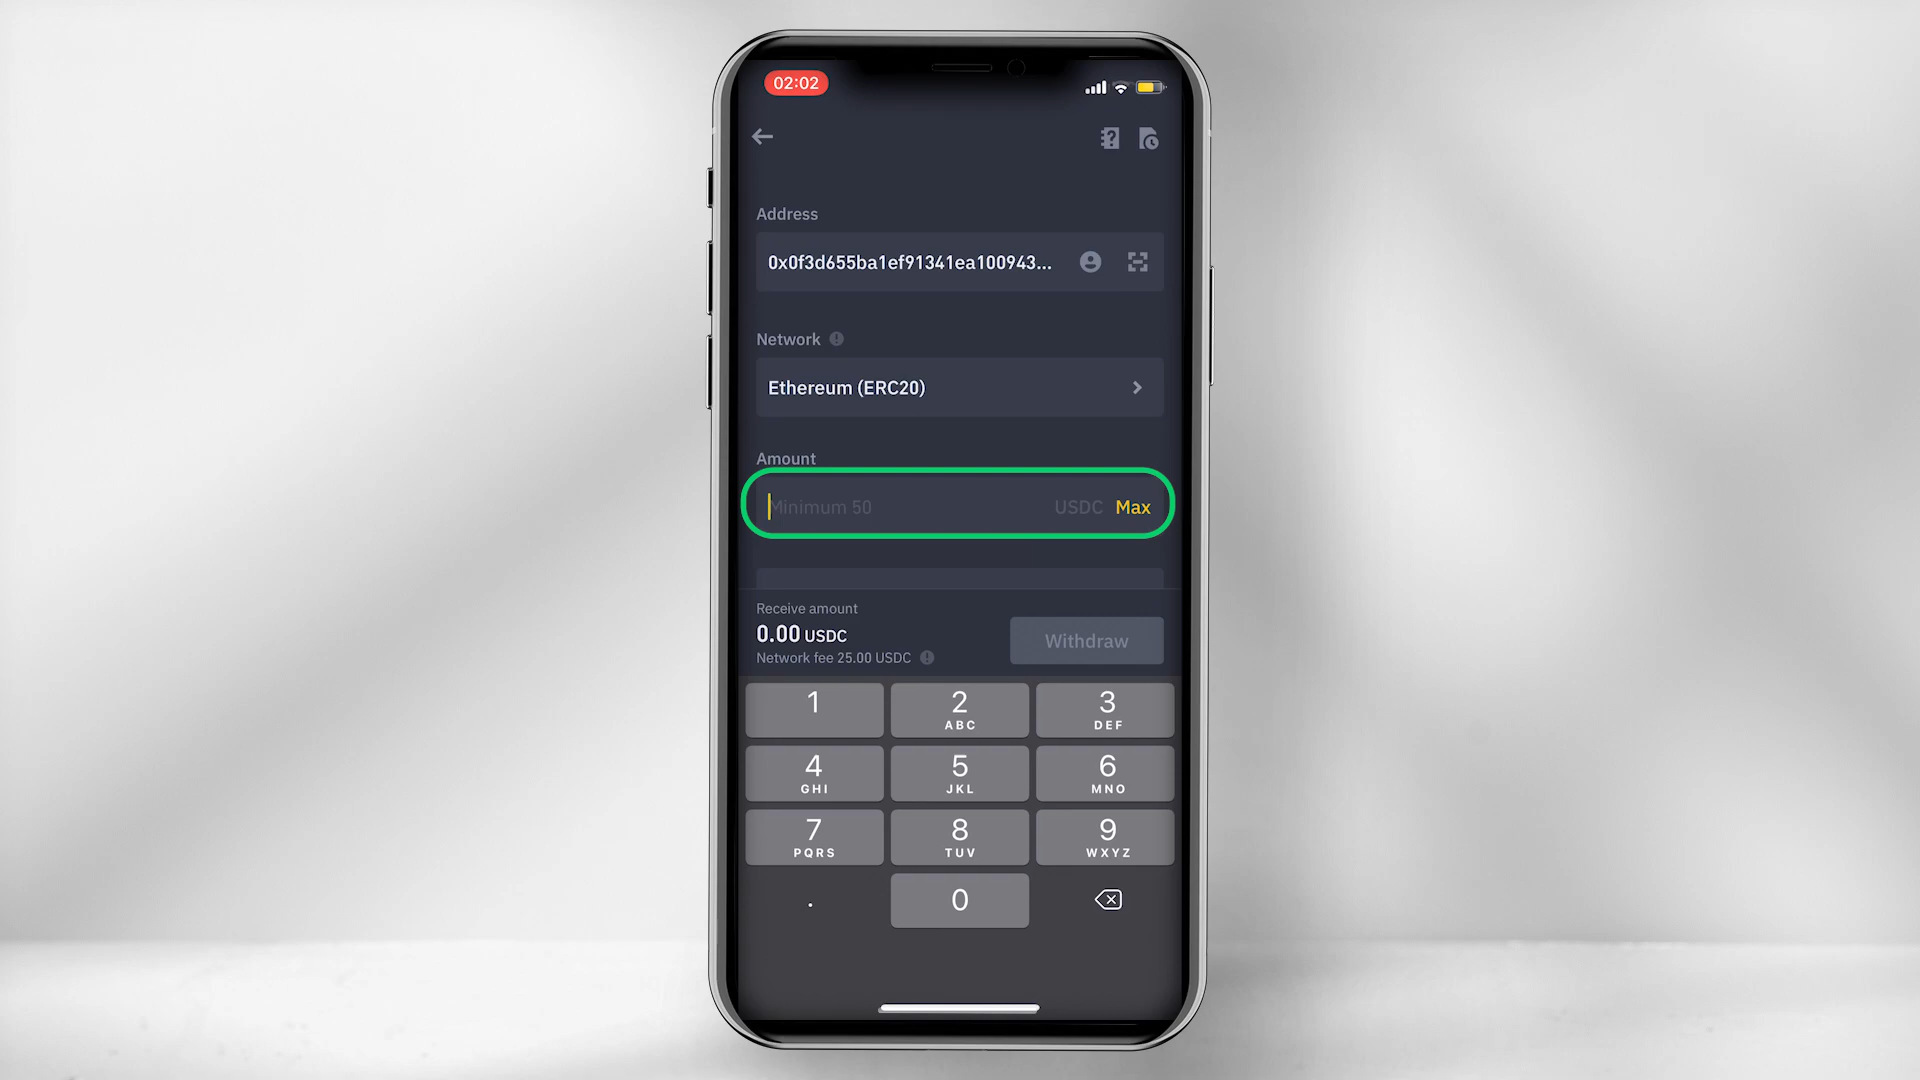 02:02
Address
0x0f3d655ba1ef91341ea100943...
Network
Ethereum (ERC20)
Amount
Minimum 50 USDC Max
Receive amount
0.00 USDC
Network fee 25.00 USDC
Withdraw
1 2 3
ABC DEF
4 5 6
GHI JKL MNO
7 8 9
PQRS TUV WXYZ
. 0